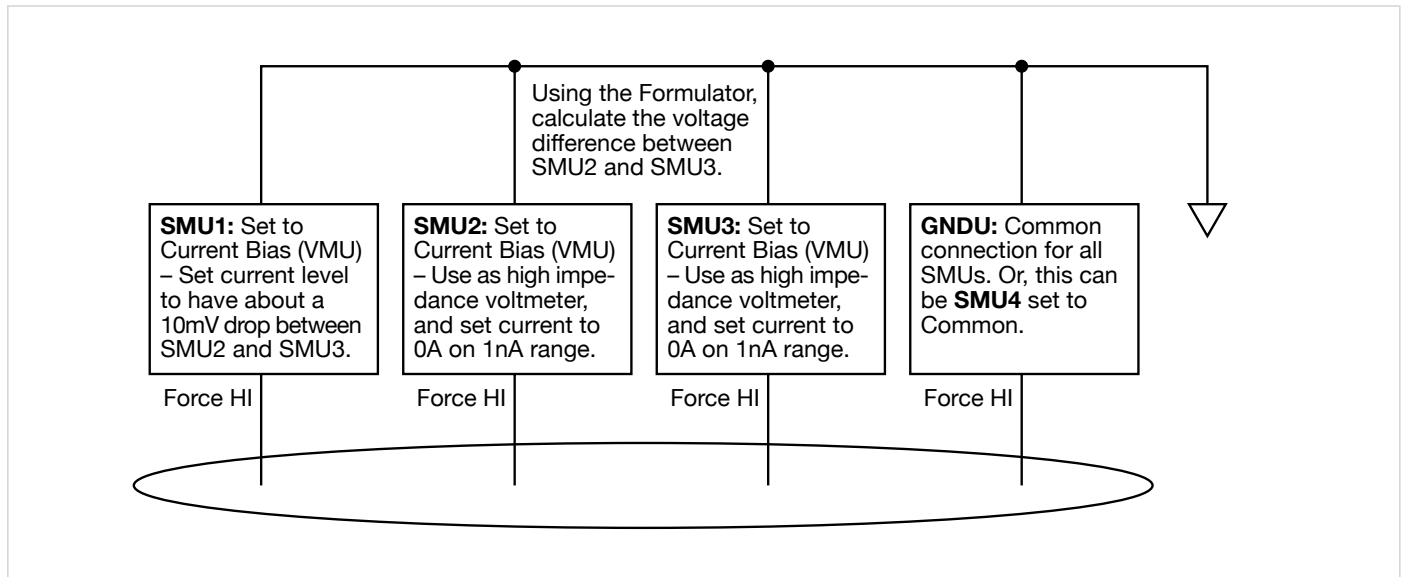 Using the Formulator,
calculate the voltage
difference between
SMU2 and SMU3.
SMU1: Set to
Current Bias (VMU)
– Set current level
to have about a
10mV drop between
SMU2 and SMU3.
SMU2: Set to
Current Bias (VMU)
– Use as high impe-
dance voltmeter,
and set current to
0A on 1nA range.
SMU3: Set to
Current Bias (VMU)
– Use as high impe-
dance voltmeter,
and set current to
0A on 1nA range.
GNDU: Common
connection for all
SMUs. Or, this can
be SMU4 set to
Common.
Force HI
Force HI
Force HI
Force HI